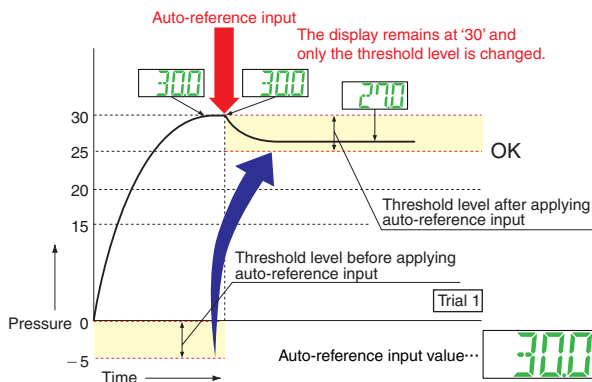 Auto-reference input
The display remains at ‘30’ and
only the threshold level is changed.
30.0
30.0
27.0
30
25
20
15
0
−5
OK
Threshold level after applying
auto-reference input
Threshold level before applying
auto-reference input
Trial 1
Pressure
Time
Auto-reference input value···
30.0